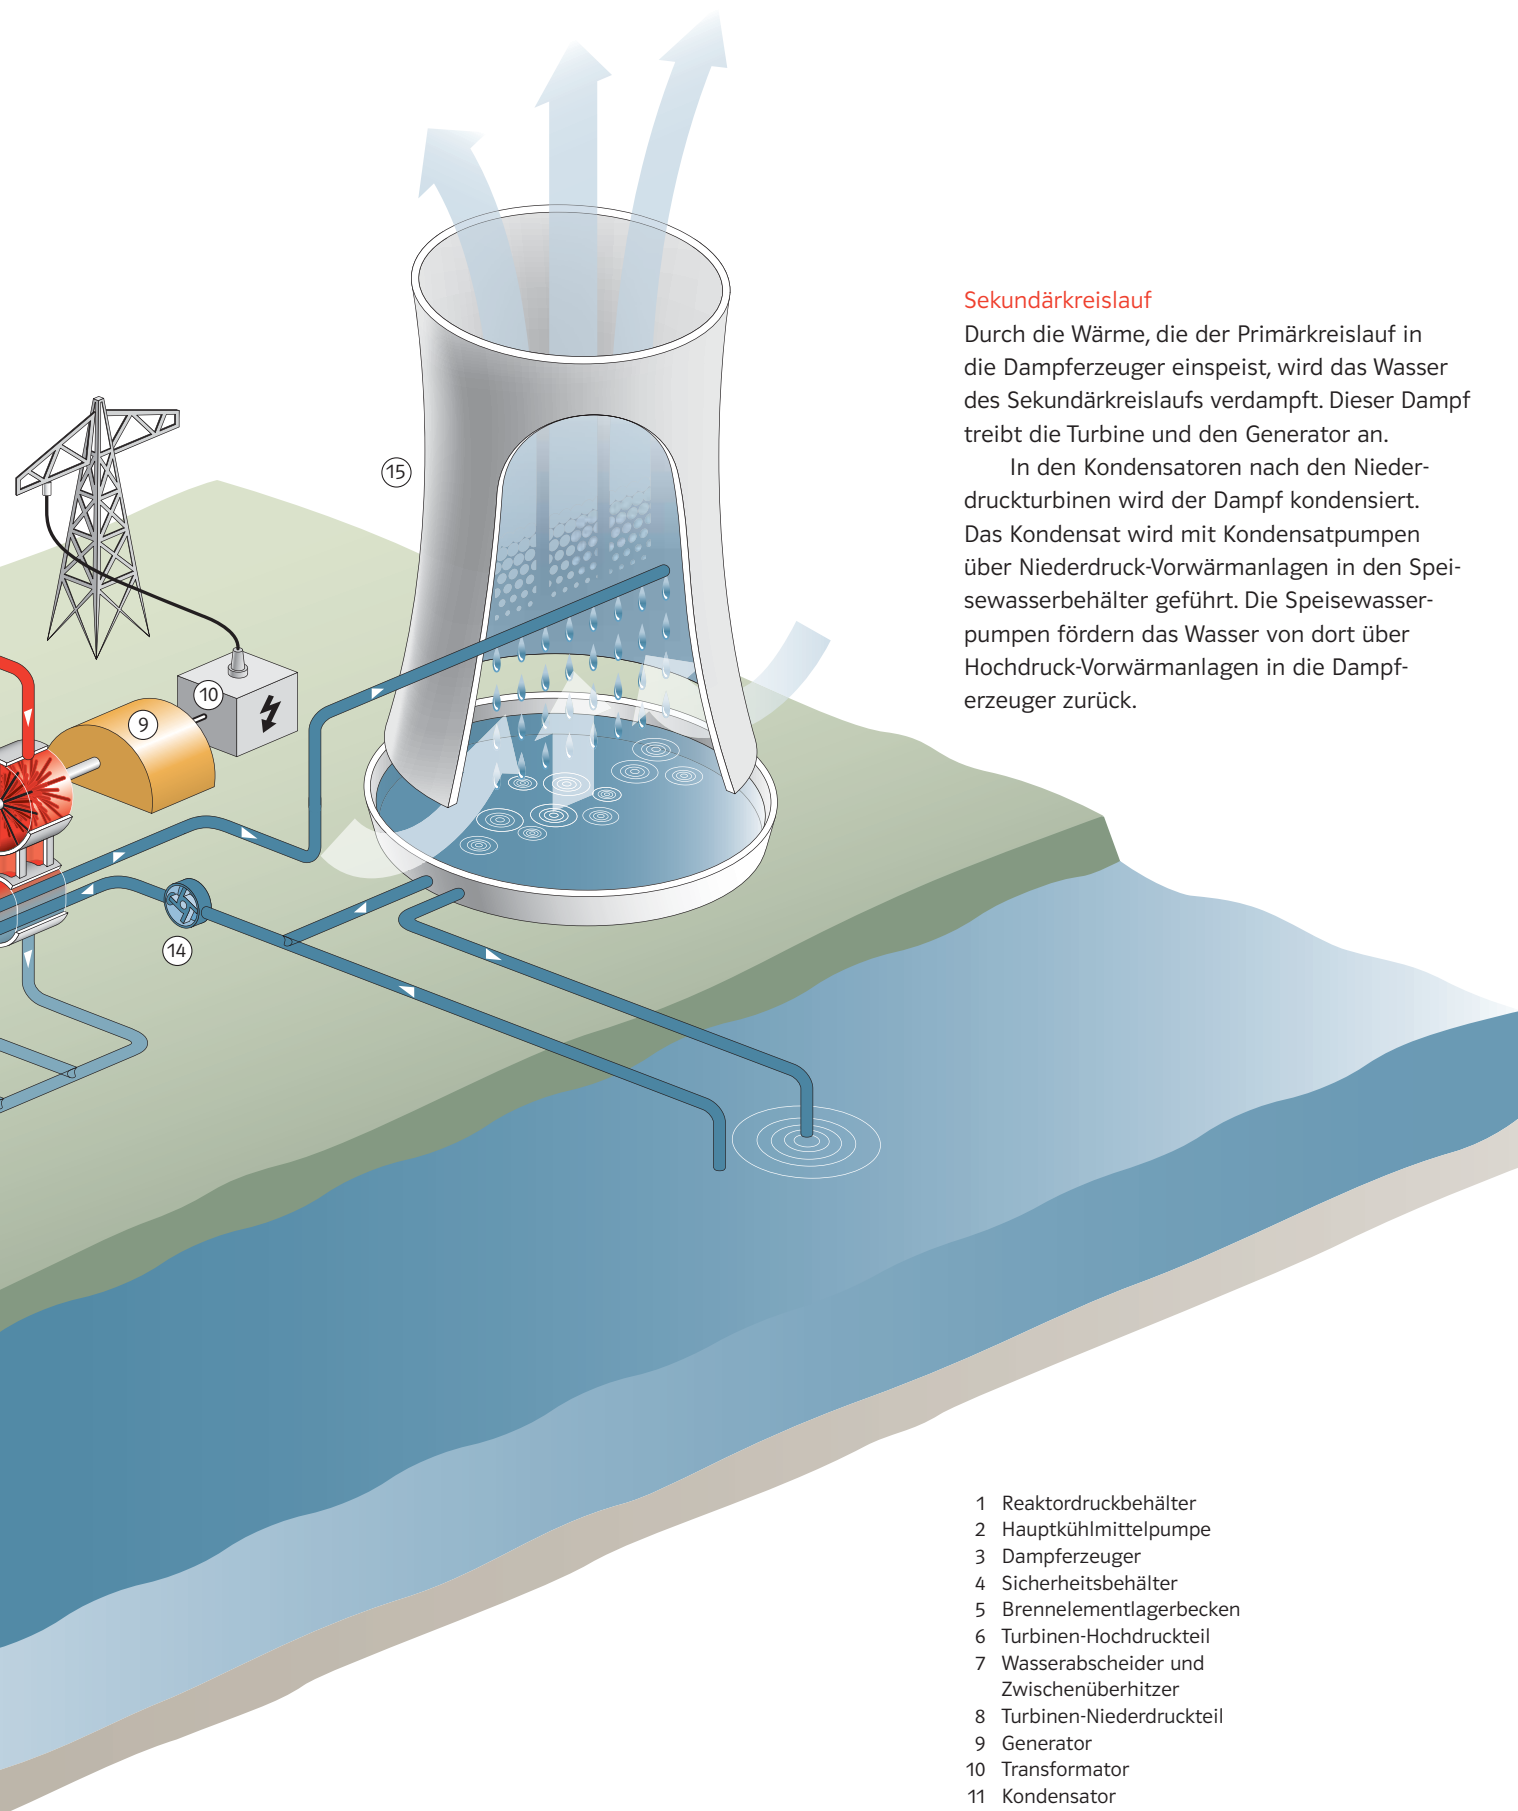 15
10
9
14
Sekundärkreislauf
Durch die Wärme, die der Primärkreislauf in
die Dampferzeuger einspeist, wird das Wasser
des Sekundärkreislaufs verdampft. Dieser Dampf
treibt die Turbine und den Generator an.
In den Kondensatoren nach den Nieder-
druckturbinen wird der Dampf kondensiert.
Das Kondensat wird mit Kondensatpumpen
über Niederdruck-Vorwärmanlagen in den Spei-
sewasserbehälter geführt. Die Speisewasser-
pumpen fördern das Wasser von dort über
Hochdruck-Vorwärmanlagen in die Dampf-
erzeuger zurück.
1 Reaktordruckbehälter
2 Hauptkühlmittelpumpe
3 Dampferzeuger
4 Sicherheitsbehälter
5 Brennelementlagerbecken
6 Turbinen-Hochdruckteil
7 Wasserabscheider und
Zwischenüberhitzer
8 Turbinen-Niederdruckteil
9 Generator
10 Transformator
11 Kondensator